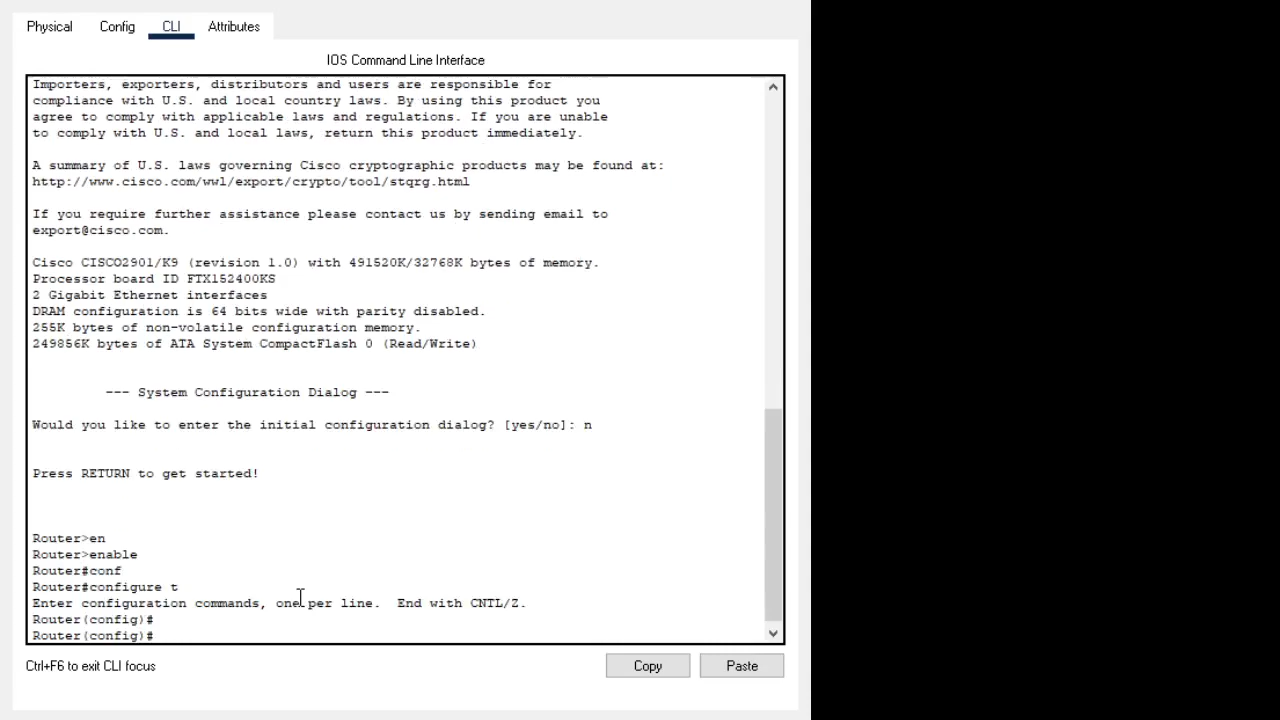 Physical Config CLI Attributes
IOS Command Line Interface
Importers, exporters, distributors and users are responsible for
compliance with U.S. and local country laws. By using this product you
agree to comply with applicable laws and regulations. If you are unable
to comply with U.S. and local laws, return this product immediately.
A summary of U.S. laws governing Cisco cryptographic products may be found at:
http://www.cisco.com/wwl/export/crypto/tool/stqrg.html
If you require further assistance please contact us by sending email to
export@cisco.com.
Cisco CISCO2901/K9 (revision 1.0) with 491520K/32768K bytes of memory.
Processor board ID FTX152400KS
2 Gigabit Ethernet interfaces
DRAM configuration is 64 bits wide with parity disabled.
255K bytes of non-volatile configuration memory.
249856K bytes of ATA System CompactFlash 0 (Read/Write)
--- System Configuration Dialog ---
Would you like to enter the initial configuration dialog? [yes/no]: n
Press RETURN to get started!
Router>en
Router>enable
Router#conf
Router#configure t
Enter configuration commands, one per line. End with CNTL/Z.
Router(config)#
Router(config)#
Ctrl+F6 to exit CLI focus
Copy Paste